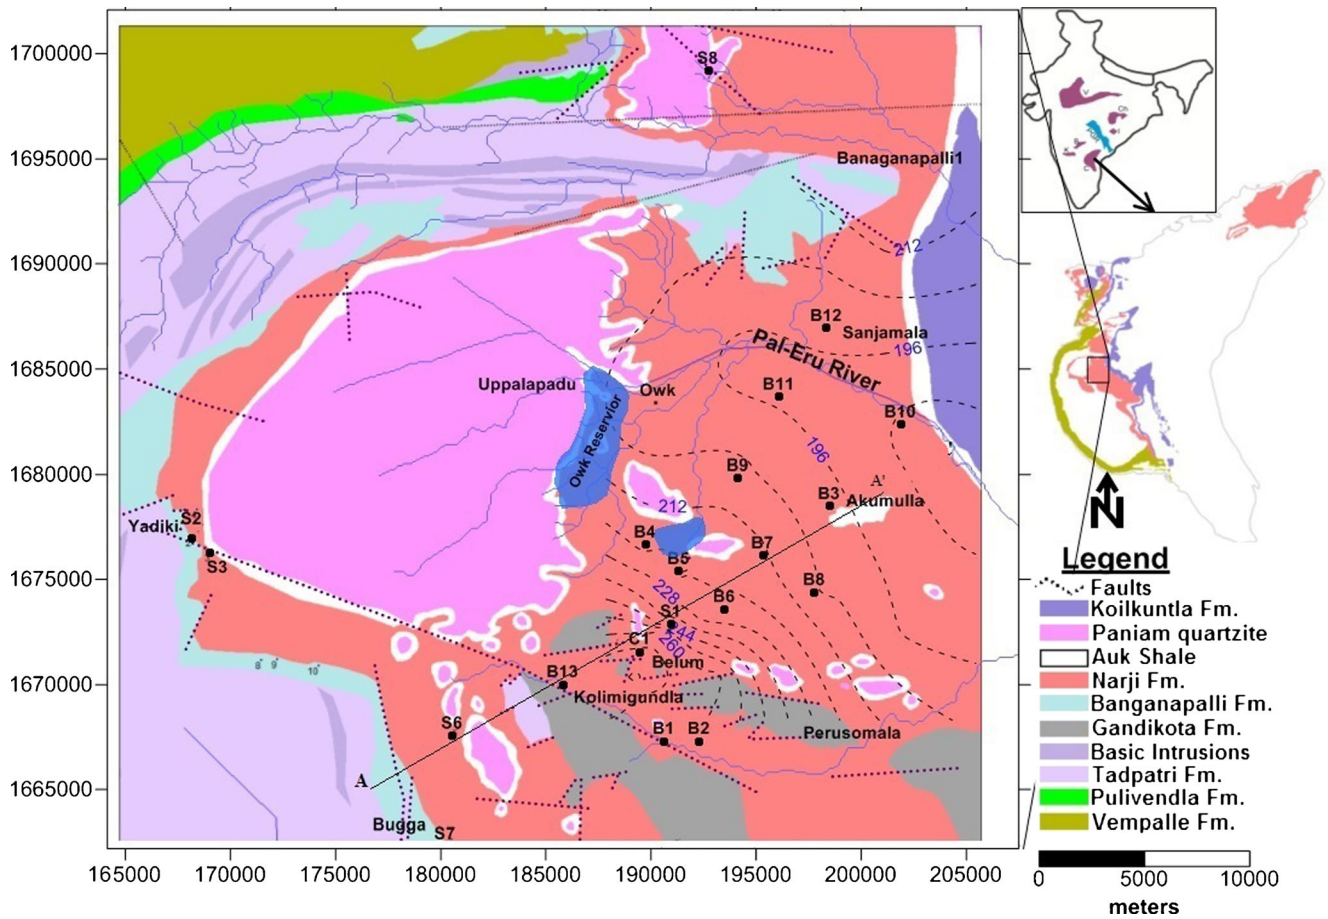 1700000
1695000
1690000
1685000
1680000
1675000
1670000
1665000
165000
170000
175000
180000
185000
190000
195000
200000
205000
S8
Banaganapalli1
212
B12
Sanjamala
196
Pal-Eru River
Uppalapadu
Owk
B11
B10
Owk Reservior
196
B9
A'
B3
Akumulla
212
Yadiki
S2
S3
B4
B7
B5
B8
228
B6
S1
244
C1
260
Belum
8
9
10
B13
Kolimigundla
S6
B1
B2
Perusomala
A
Bugga
S7
N
Legend
Faults
Koilkuntla Fm.
Paniam quartzite
Auk Shale
Narji Fm.
Banganapalli Fm.
Gandikota Fm.
Basic Intrusions
Tadpatri Fm.
Pulivendla Fm.
Vempalle Fm.
0
5000
10000
meters